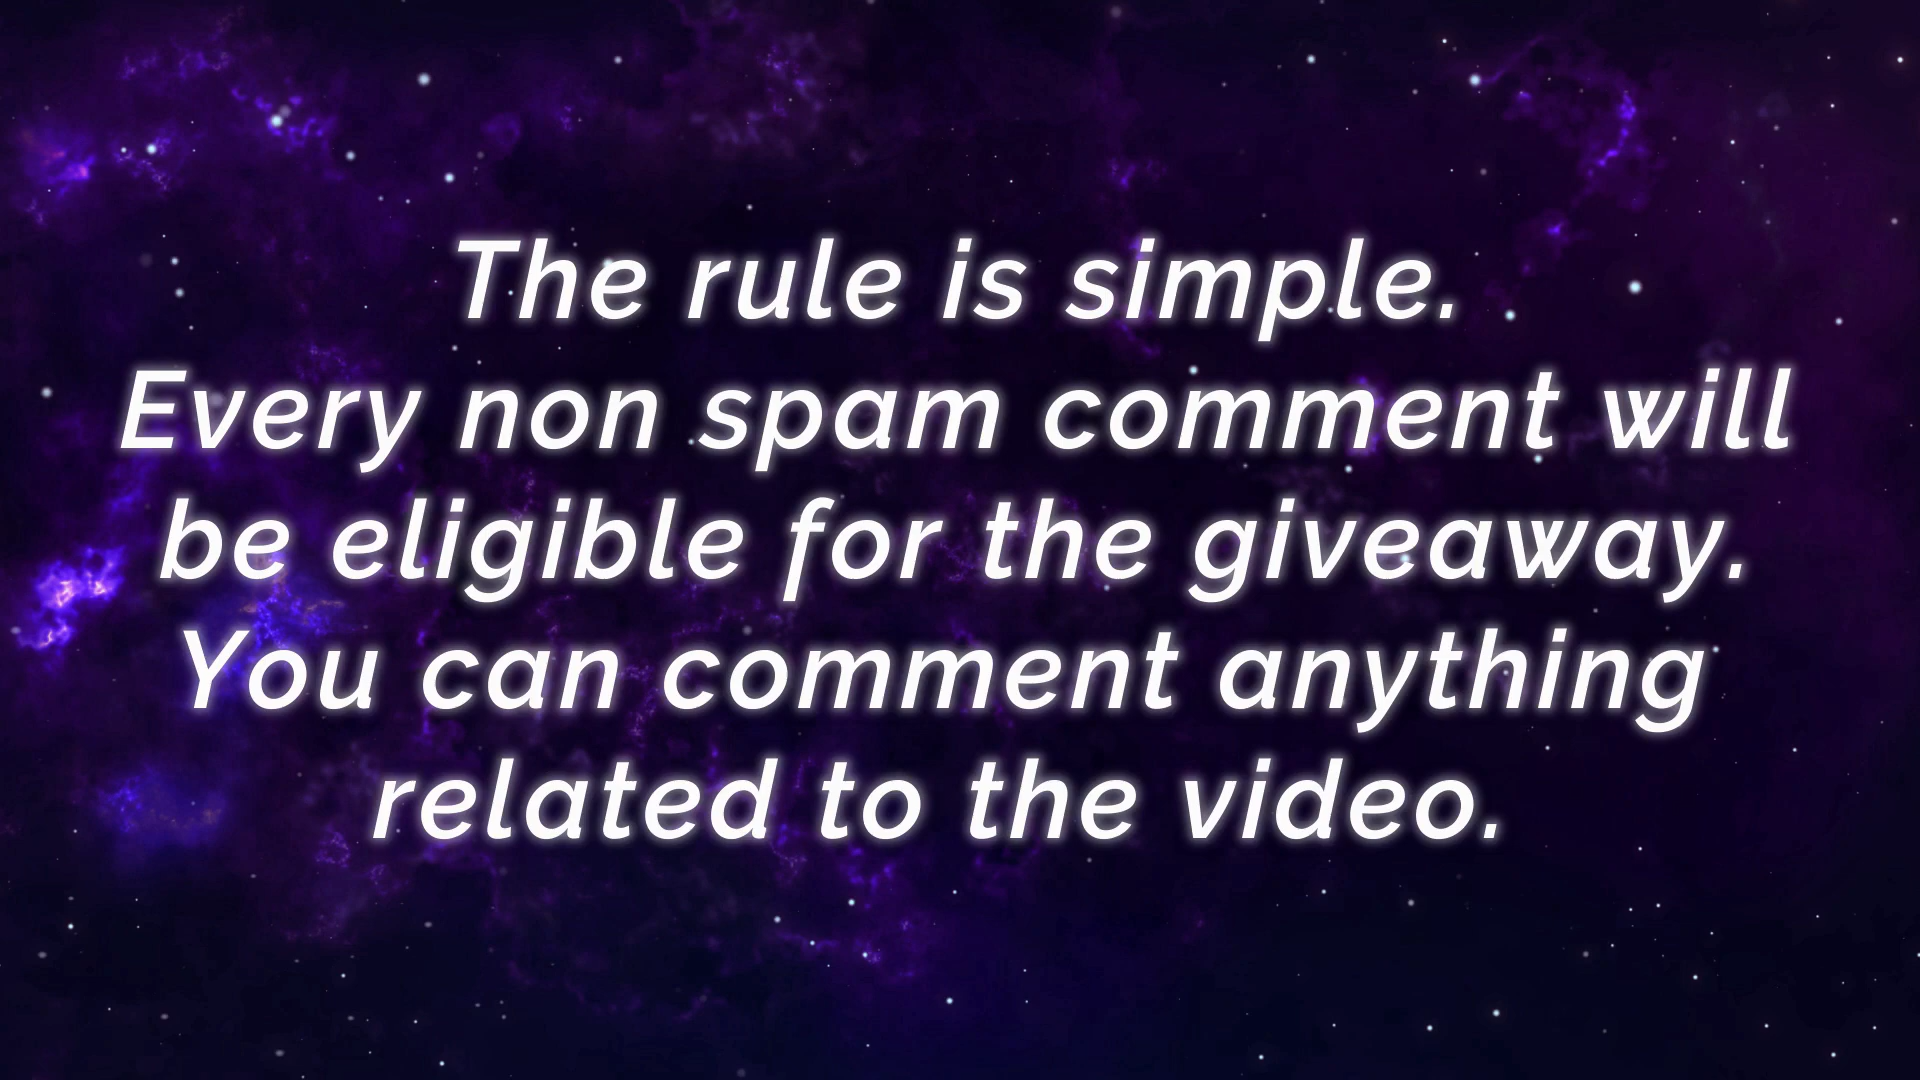 The rule is simple.
Every non spam comment will
be eligible for the giveaway.
You can comment anything
related to the video.